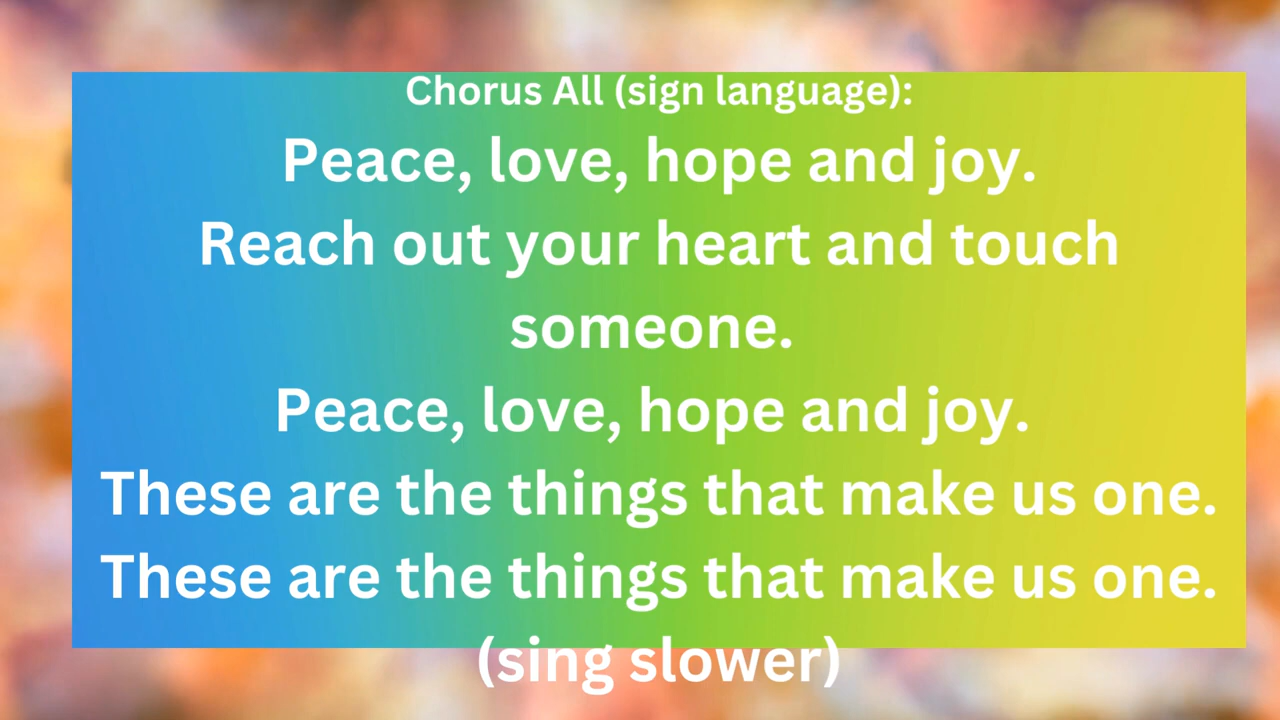 Chorus All (sign language):
Peace, love, hope and joy.
Reach out your heart and touch
someone.
Peace, love, hope and joy.
These are the things that make us one.
These are the things that make us one.
(sing slower)